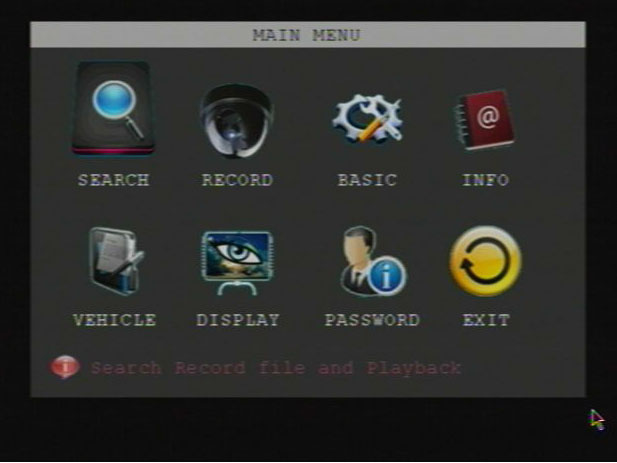 MAIN MENU
SEARCH RECORD BASIC INFO
VEHICLE DISPLAY PASSWORD EXIT
Search Record file and Playback